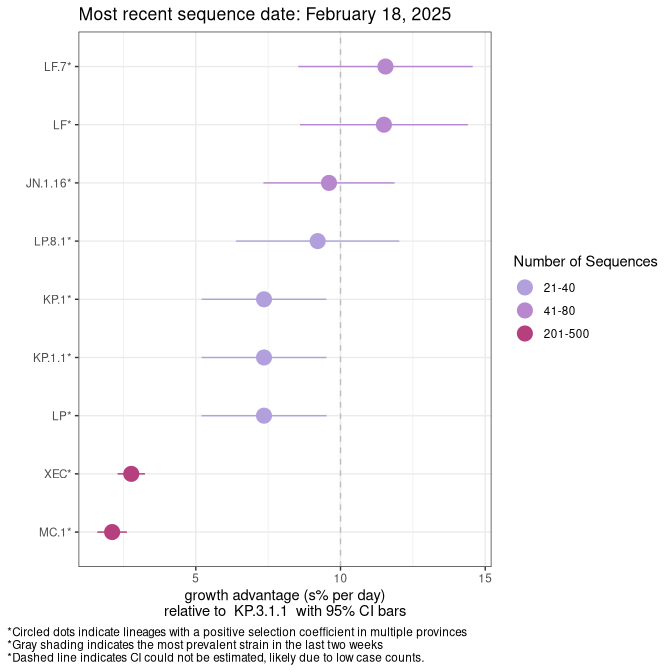 Most recent sequence date: February 18, 2025
LF.7*
LF*
JN.1.16*
LP.8.1*
KP.1*
KP.1.1*
LP*
XEC*
MC.1*
5
10
15
growth advantage (s% per day)
relative to  KP.3.1.1  with 95% CI bars
Number of Sequences
21-40
41-80
201-500
*Circled dots indicate lineages with a positive selection coefficient in multiple provinces
*Gray shading indicates the most prevalent strain in the last two weeks
*Dashed line indicates CI could not be estimated, likely due to low case counts.